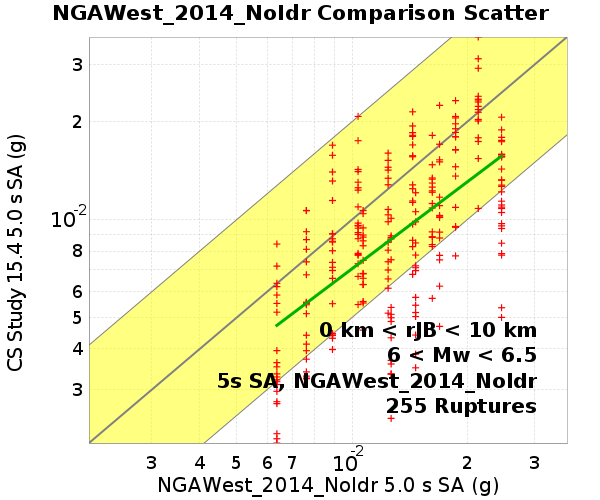 NGAWest_2014_NoIdr Comparison Scatter
CS Study 15.4 5.0 s SA (g)
3
2
10-2
8
6
5
4
3
0 km < rJB < 10 km
6 < Mw < 6.5
5s SA, NGAWest_2014_NoIdr
255 Ruptures
3 4 5 6 7 10-2 2 3
NGAWest_2014_NoIdr 5.0 s SA (g)